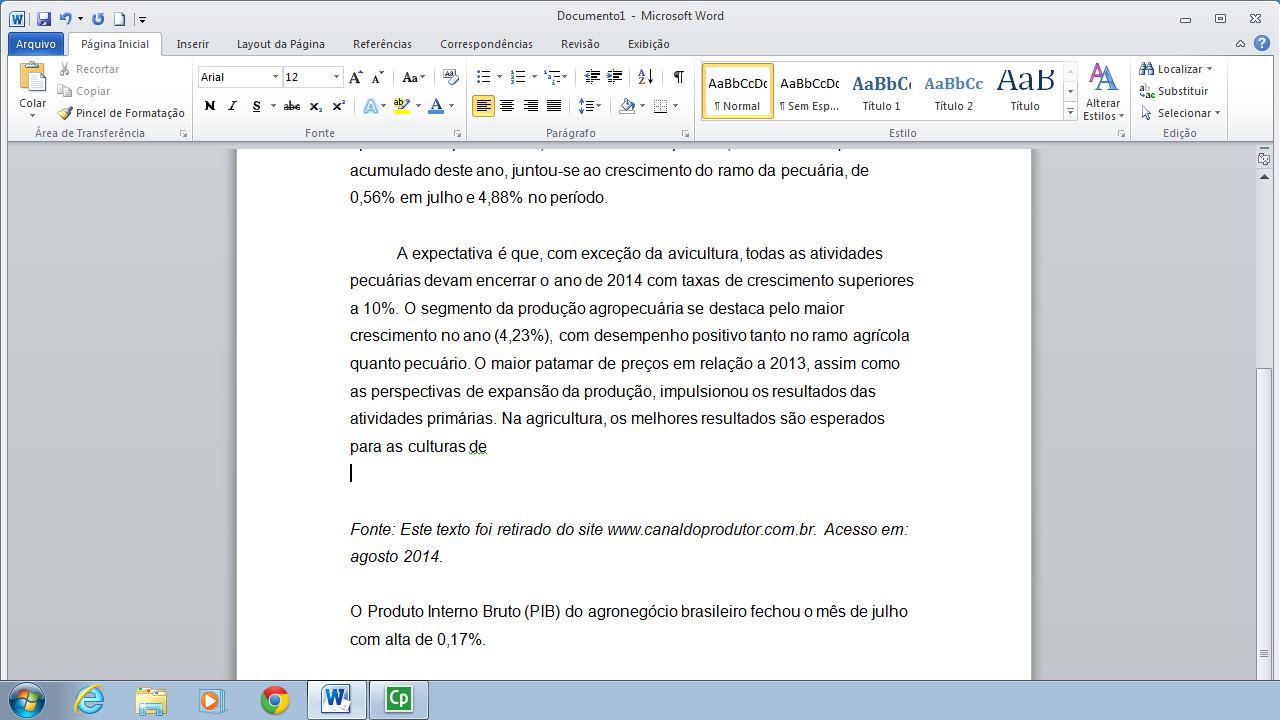 Documento1 - Microsoft Word
Arquivo Página Inicial Inserir Layout da Página Referências Correspondências Revisão Exibição
Colar
Recortar
Copiar
Pincel de Formatação
Área de Transferência
Arial 12
Fonte
Parágrafo
AaBbCcDc AaBbCcDc AaBbCc AaBbCc AaB
¶ Normal ¶ Sem Esp... Título 1 Título 2 Título
Alterar Estilos
Estilo
Localizar
Substituir
Selecionar
Edição
acumulado deste ano, juntou-se ao crescimento do ramo da pecuária, de
0,56% em julho e 4,88% no período.
A expectativa é que, com exceção da avicultura, todas as atividades
pecuárias devam encerrar o ano de 2014 com taxas de crescimento superiores
a 10%. O segmento da produção agropecuária se destaca pelo maior
crescimento no ano (4,23%), com desempenho positivo tanto no ramo agrícola
quanto pecuário. O maior patamar de preços em relação a 2013, assim como
as perspectivas de expansão da produção, impulsionou os resultados das
atividades primárias. Na agricultura, os melhores resultados são esperados
para as culturas de
Fonte: Este texto foi retirado do site www.canaldoprodutor.com.br. Acesso em:
agosto 2014.
O Produto Interno Bruto (PIB) do agronegócio brasileiro fechou o mês de julho
com alta de 0,17%.
Cp